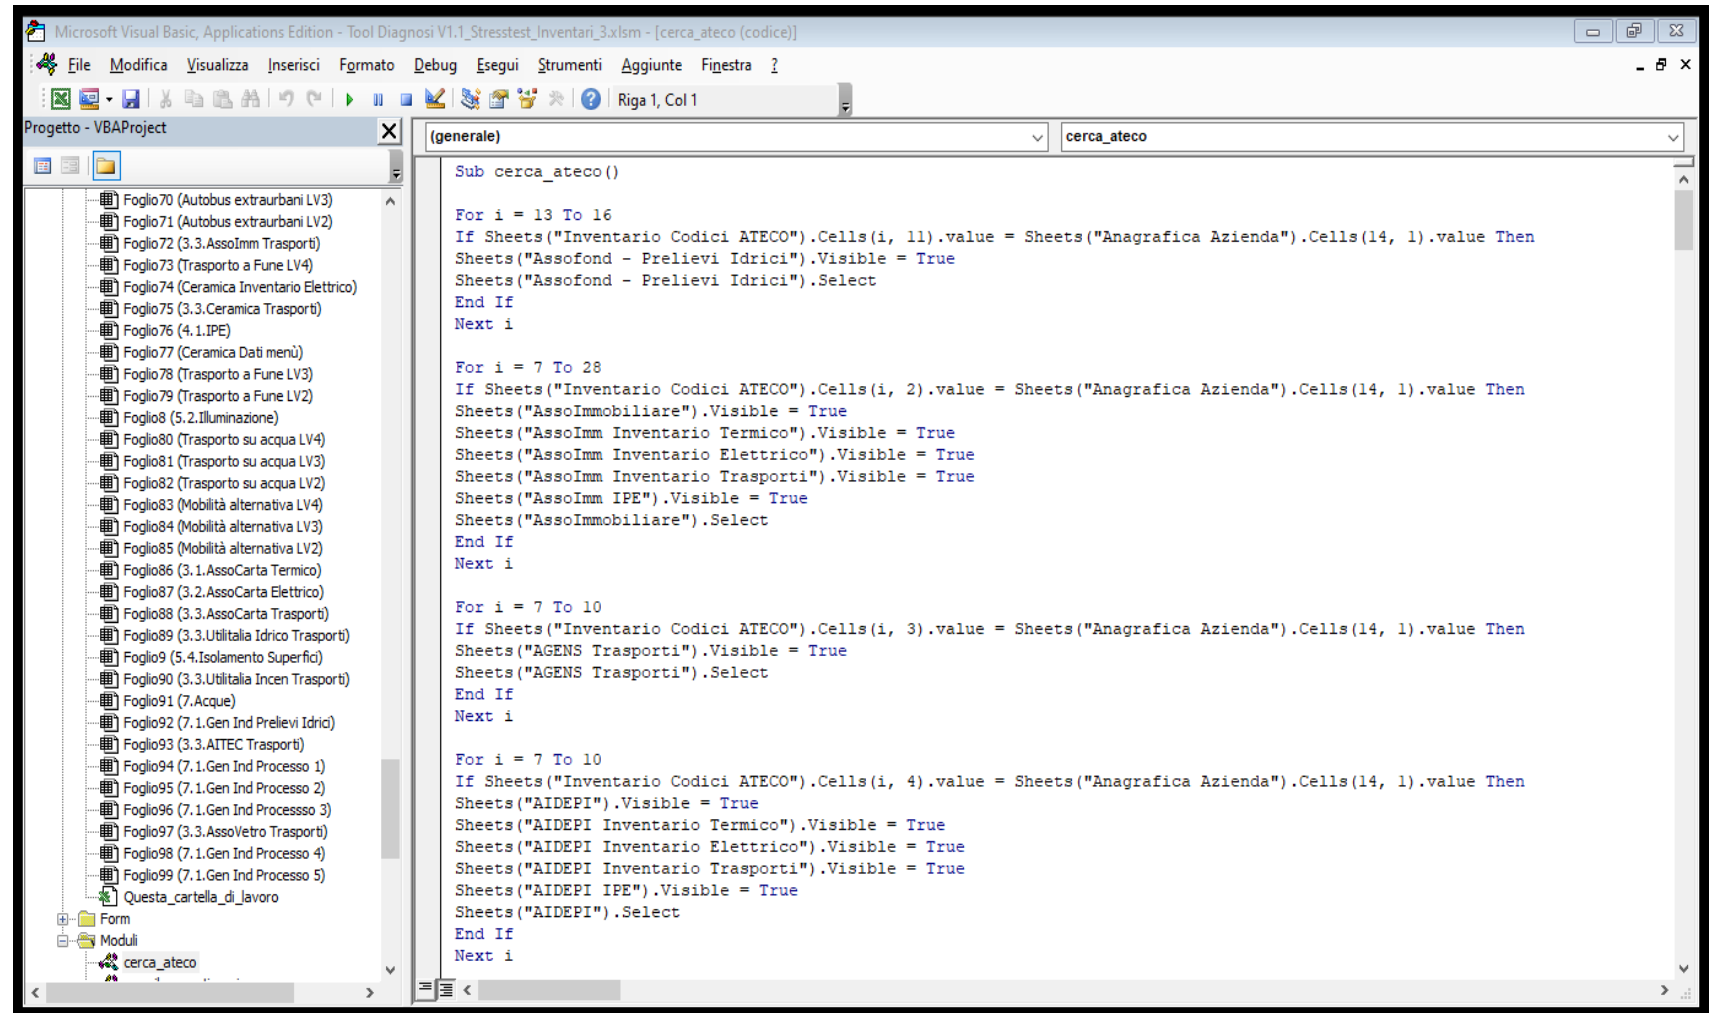 Microsoft Visual Basic, Applications Edition - Tool Diagnosi V1.1_Stresstest_Inventari_3.xlsm - [cerca_ateco (codice)]
File Modifica Visualizza Inserisci Formato Debug Esegui Strumenti Aggiunte Finestra ?
Riga 1, Col 1
Progetto - VBAProject
Foglio70 (Autobus extraurbani LV3)
Foglio71 (Autobus extraurbani LV2)
Foglio72 (3.3.AssoImm Trasporti)
Foglio73 (Trasporto a Fune LV4)
Foglio74 (Ceramica Inventario Elettrico)
Foglio75 (3.3.Ceramica Trasporti)
Foglio76 (4.1.IPE)
Foglio77 (Ceramica Dati menù)
Foglio78 (Trasporto a Fune LV3)
Foglio79 (Trasporto a Fune LV2)
Foglio8 (5.2.Illuminazione)
Foglio80 (Trasporto su acqua LV4)
Foglio81 (Trasporto su acqua LV3)
Foglio82 (Trasporto su acqua LV2)
Foglio83 (Mobilità alternativa LV4)
Foglio84 (Mobilità alternativa LV3)
Foglio85 (Mobilità alternativa LV2)
Foglio86 (3.1.AssoCarta Termico)
Foglio87 (3.2.AssoCarta Elettrico)
Foglio88 (3.3.AssoCarta Trasporti)
Foglio89 (3.3.Utilitalia Idrico Trasporti)
Foglio9 (5.4.Isolamento Superfici)
Foglio90 (3.3.Utilitalia Incen Trasporti)
Foglio91 (7.Acque)
Foglio92 (7.1.Gen Ind Prelievi Idrici)
Foglio93 (3.3.AITEC Trasporti)
Foglio94 (7.1.Gen Ind Processo 1)
Foglio95 (7.1.Gen Ind Processo 2)
Foglio96 (7.1.Gen Ind Processso 3)
Foglio97 (3.3.AssoVetro Trasporti)
Foglio98 (7.1.Gen Ind Processo 4)
Foglio99 (7.1.Gen Ind Processo 5)
Questa_cartella_di_lavoro
Form
Moduli
cerca_ateco
(generale)
cerca_ateco
Sub cerca_ateco()
For i = 13 To 16
If Sheets("Inventario Codici ATECO").Cells(i, 11).value = Sheets("Anagrafica Azienda").Cells(14, 1).value Then
Sheets("Assofond - Prelievi Idrici").Visible = True
Sheets("Assofond - Prelievi Idrici").Select
End If
Next i
For i = 7 To 28
If Sheets("Inventario Codici ATECO").Cells(i, 2).value = Sheets("Anagrafica Azienda").Cells(14, 1).value Then
Sheets("AssoImmobiliare").Visible = True
Sheets("AssoImm Inventario Termico").Visible = True
Sheets("AssoImm Inventario Elettrico").Visible = True
Sheets("AssoImm Inventario Trasporti").Visible = True
Sheets("AssoImm IPE").Visible = True
Sheets("AssoImmobiliare").Select
End If
Next i
For i = 7 To 10
If Sheets("Inventario Codici ATECO").Cells(i, 3).value = Sheets("Anagrafica Azienda").Cells(14, 1).value Then
Sheets("AGENS Trasporti").Visible = True
Sheets("AGENS Trasporti").Select
End If
Next i
For i = 7 To 10
If Sheets("Inventario Codici ATECO").Cells(i, 4).value = Sheets("Anagrafica Azienda").Cells(14, 1).value Then
Sheets("AIDEPI").Visible = True
Sheets("AIDEPI Inventario Termico").Visible = True
Sheets("AIDEPI Inventario Elettrico").Visible = True
Sheets("AIDEPI Inventario Trasporti").Visible = True
Sheets("AIDEPI IPE").Visible = True
Sheets("AIDEPI").Select
End If
Next i